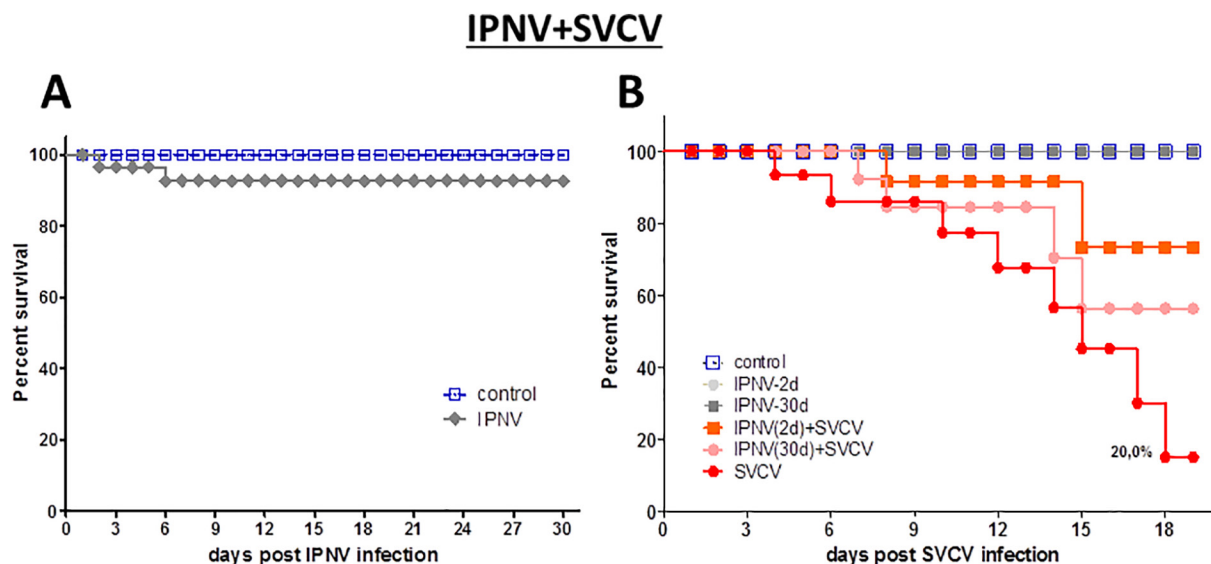 IPNV+SVCV
A
Percent survival
100
80
60
40
20
0
control
IPNV
0 3 6 9 12 15 18 21 24 27 30
days post IPNV infection
B
Percent survival
100
80
60
40
20
0
control
IPNV-2d
IPNV-30d
IPNV(2d)+SVCV
IPNV(30d)+SVCV
SVCV
20,0%
0 3 6 9 12 15 18
days post SVCV infection